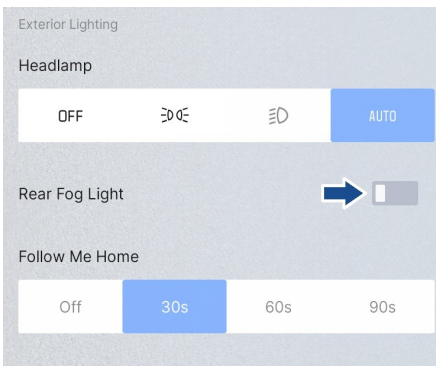 Exterior Lighting
Headlamp
OFF AUTO
Rear Fog Light
Follow Me Home
Off 30s 60s 90s